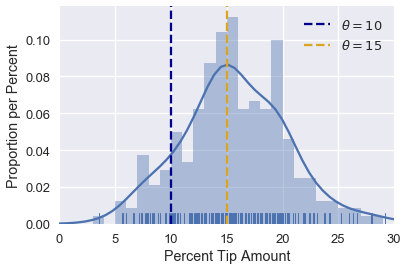 0.10
0.08
0.06
0.04
0.02
0.00
Proportion per Percent
θ = 10
θ = 15
0 5 10 15 20 25 30
Percent Tip Amount